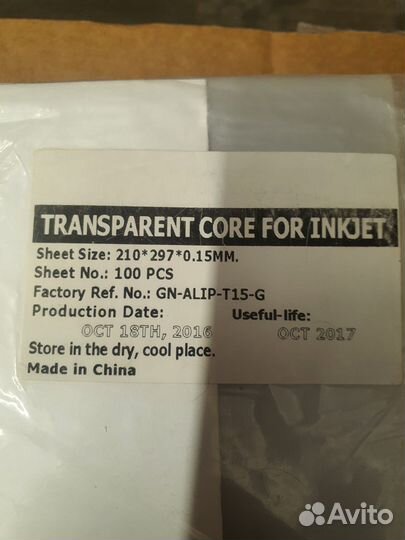 TRANSPARENT CORE FOR INKJET
Sheet Size: 210*297*0.15MM.
Sheet No.: 100 PCS
Factory Ref. No.: GN-ALIP-T15-G
Production Date: Useful-life:
OCT 18TH, 2016 OCT 2017
Store in the dry, cool place.
Made in China
Avito